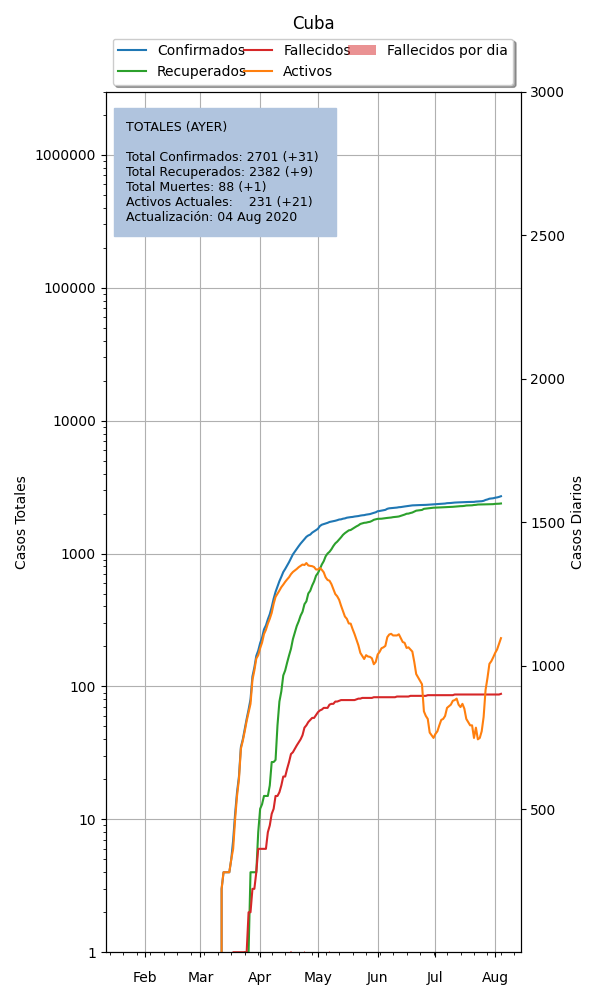 Cuba
Confirmados Fallecidos Fallecidos por dia
Recuperados Activos
TOTALES (AYER)
Total Confirmados: 2701 (+31)
Total Recuperados: 2382 (+9)
Total Muertes: 88 (+1)
Activos Actuales: 231 (+21)
Actualización: 04 Aug 2020
Casos Totales
1000000
100000
10000
1000
100
10
1
3000
2500
2000
1500
1000
500
Casos Diarios
Feb Mar Apr May Jun Jul Aug